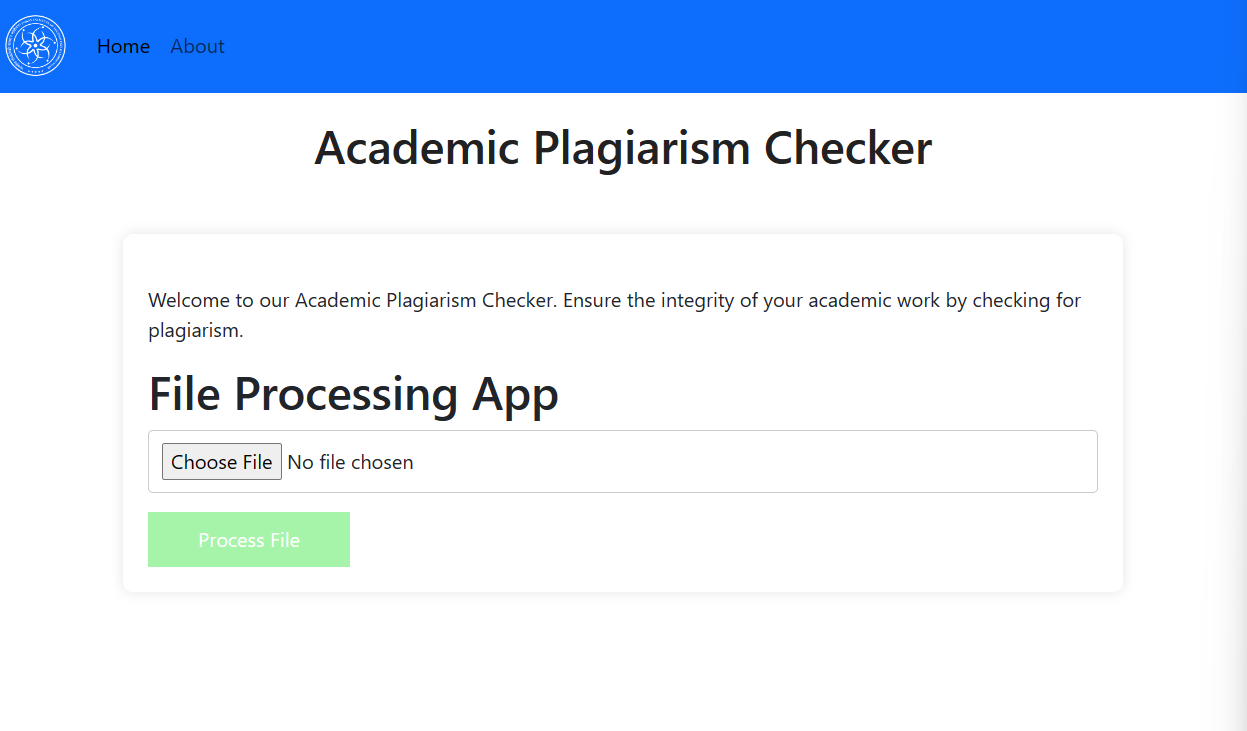 Home About
Academic Plagiarism Checker
Welcome to our Academic Plagiarism Checker. Ensure the integrity of your academic work by checking for
plagiarism.
File Processing App
Choose File No file chosen
Process File